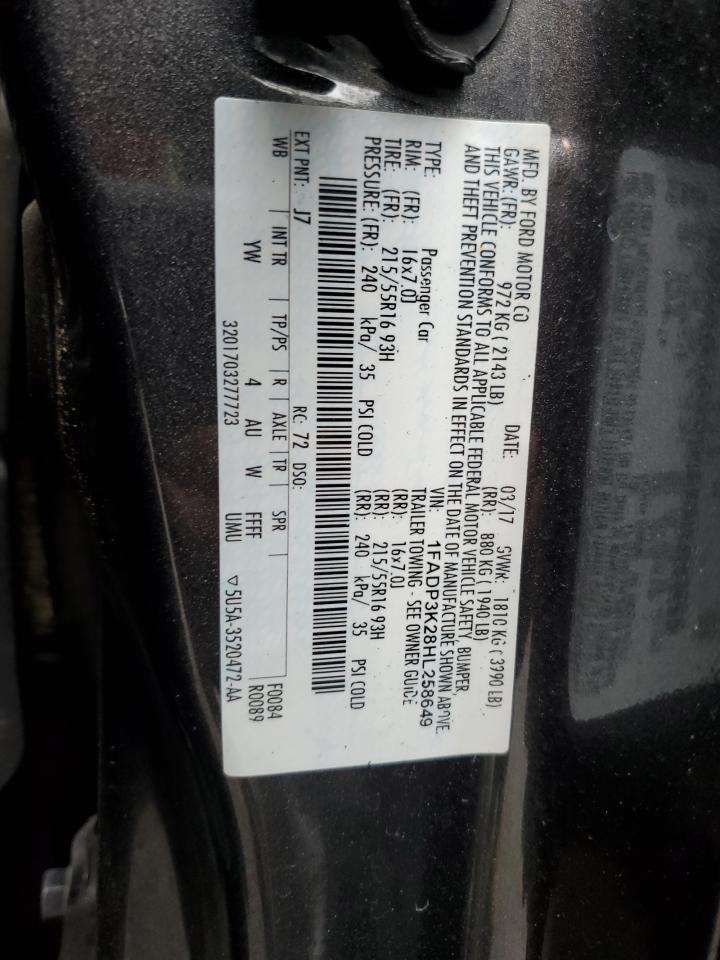 MFD. BY FORD MOTOR CO
DATE: 03/17 GVWR: 1810 KG ( 3990 LB)
GAWR: (FR): 972 KG ( 2143 LB) (RR): 880 KG ( 1940 LB)
THIS VEHICLE CONFORMS TO ALL APPLICABLE FEDERAL MOTOR VEHICLE SAFETY, BUMPER,
AND THEFT PREVENTION STANDARDS IN EFFECT ON THE DATE OF MANUFACTURE SHOWN ABOVE.
VIN: 1FADP3K28HL258649
TYPE: Passenger Car TRAILER TOWING - SEE OWNER GUIDE
RIM: (FR): 16x7.0J (RR): 16x7.0J
TIRE: (FR): 215/55R16 93H (RR): 215/55R16 93H
PRESSURE: (FR): 240 kPa/ 35 PSI COLD (RR): 240 kPa/ 35 PSI COLD
EXT PNT: J7 RC: 72 DSO: F0084
WB INT TR TP/PS R AXLE TR SPR R0089
YW 4 AU W FFFF
UMU
3201703277723 ▽5U5A-3520472-AA